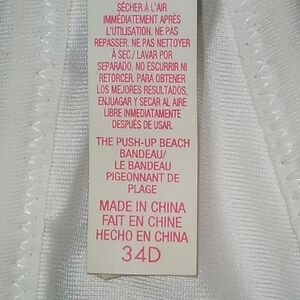 SÉCHER À L'AIR
IMMÉDIATEMENT APRÈS
L'UTILISATION. NE PAS
REPASSER. NE PAS NETTOYER
À SEC./ LAVAR POR
SEPARADO. NO ESCURRIR NI
RETORCER. PARA OBTENER
LOS MEJORES RESULTADOS,
ENJUAGAR Y SECAR AL AIRE
LIBRE INMEDIATAMENTE
DESPUÉS DE USAR.
THE PUSH-UP BEACH
BANDEAU/
LE BANDEAU
PIGEONNANT DE
PLAGE
MADE IN CHINA
FAIT EN CHINE
HECHO EN CHINA
34D